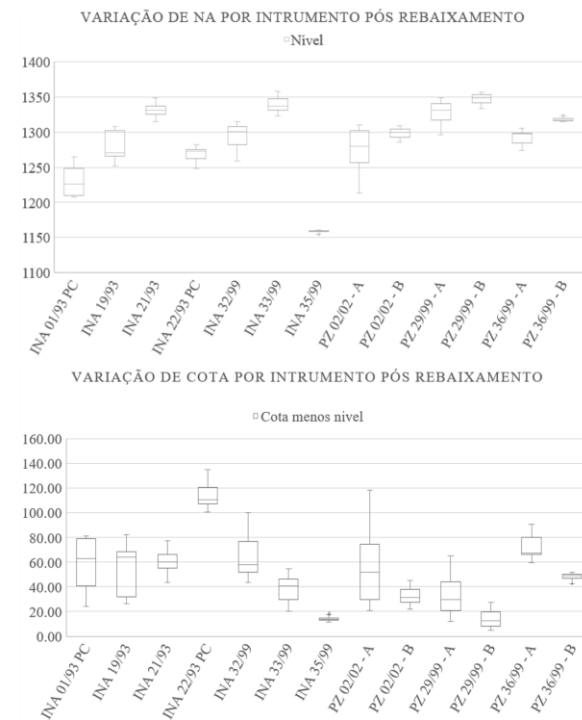 VARIAÇÃO DE NA POR INTRUMENTO PÓS REBAIXAMENTO
Nível
1400
1350
1300
1250
1200
1150
1100
INA 01/93 PC
INA 19/93
INA 21/93
INA 22/93 PC
INA 32/99
INA 33/99
INA 35/99
PZ 02/02 - A
PZ 02/02 - B
PZ 29/99 - A
PZ 29/99 - B
PZ 36/99 - A
PZ 36/99 - B
VARIAÇÃO DE COTA POR INTRUMENTO PÓS REBAIXAMENTO
Cota menos nivel
160.00
140.00
120.00
100.00
80.00
60.00
40.00
20.00
0.00
INA 01/93 PC
INA 19/93
INA 21/93
INA 22/93 PC
INA 32/99
INA 33/99
INA 35/99
PZ 02/02 - A
PZ 02/02 - B
PZ 29/99 - A
PZ 29/99 - B
PZ 36/99 - A
PZ 36/99 - B